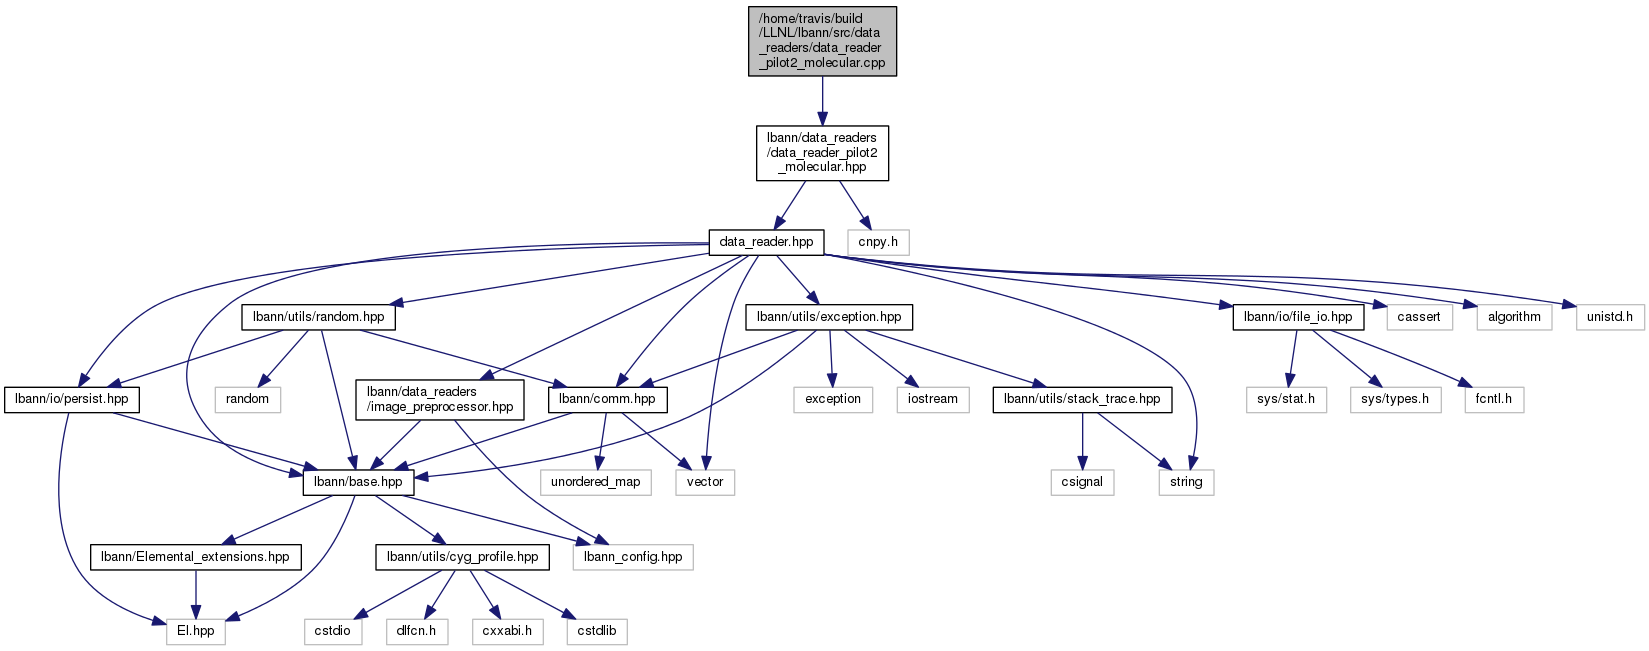 /home/travis/build
/LLNL/lbann/src/data
_readers/data_reader
_pilot2_molecular.cpp
lbann/data_readers
/data_reader_pilot2
_molecular.hpp
data_reader.hpp
cnpy.h
lbann/utils/random.hpp
lbann/utils/exception.hpp
lbann/io/file_io.hpp
cassert
algorithm
unistd.h
lbann/io/persist.hpp
random
lbann/data_readers
/image_preprocessor.hpp
lbann/comm.hpp
exception
iostream
lbann/utils/stack_trace.hpp
sys/stat.h
sys/types.h
fcntl.h
lbann/base.hpp
unordered_map
vector
csignal
string
lbann/Elemental_extensions.hpp
lbann/utils/cyg_profile.hpp
lbann_config.hpp
El.hpp
cstdio
dlfcn.h
cxxabi.h
cstdlib